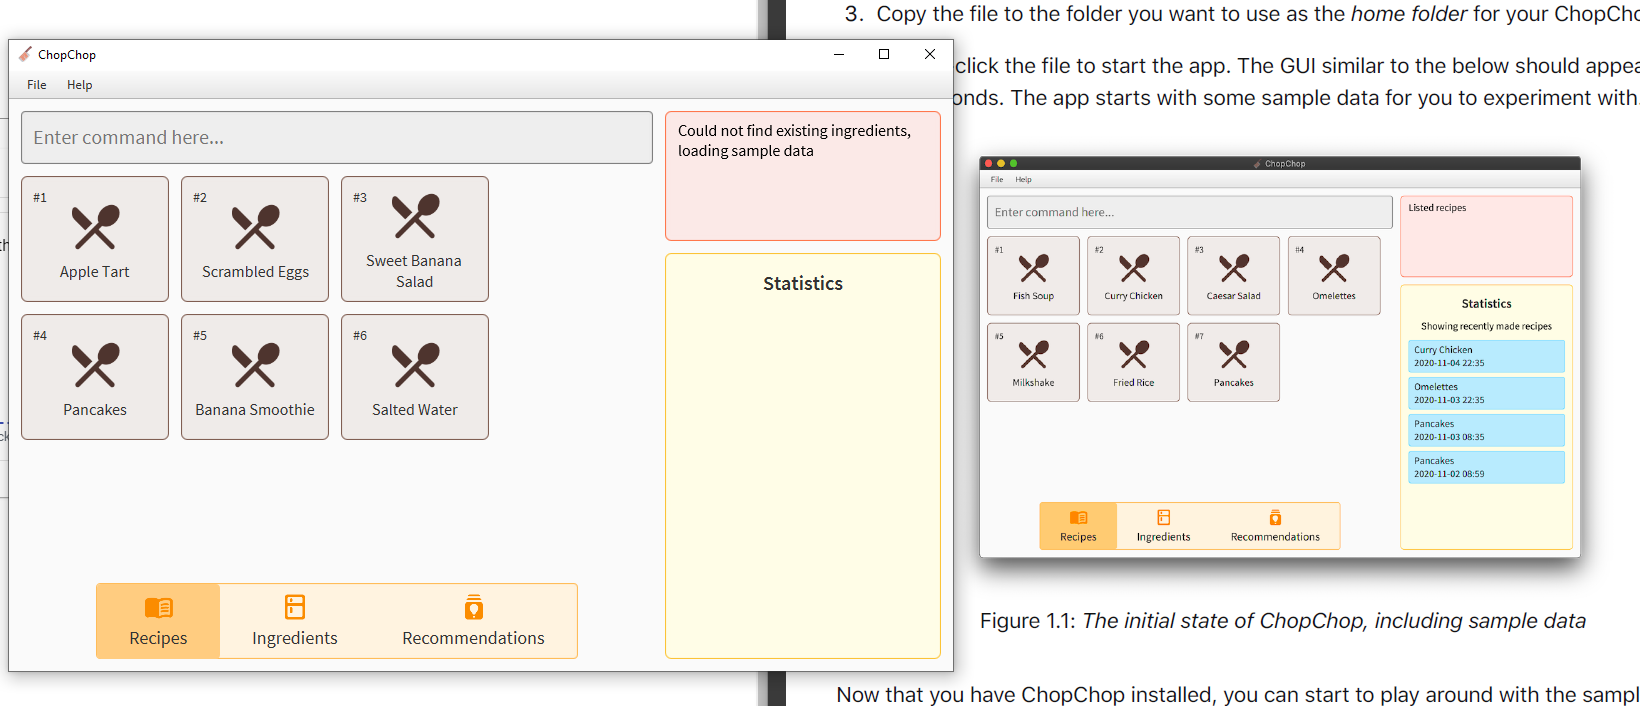 ChopChop
File Help
Enter command here...
#1
Apple Tart
#2
Scrambled Eggs
#3
Sweet Banana
Salad
#4
Pancakes
#5
Banana Smoothie
#6
Salted Water
Recipes
Ingredients
Recommendations
Could not find existing ingredients,
loading sample data
Statistics
3. Copy the file to the folder you want to use as the home folder for your
click the file to start the app. The GUI similar to the below should
The app starts with some sample data for you to experiment with.
ChopChop
File Help
Enter command here...
#1
Fish Soup
#2
Curry Chicken
#3
Caesar Salad
#4
Omelettes
#5
Milkshake
#6
Fried Rice
#7
Pancakes
Recipes
Ingredients
Recommendations
Listed recipes
Statistics
Showing recently made recipes
Curry Chicken
2020-11-04 22:35
Omelettes
2020-11-03 22:35
Pancakes
2020-11-03 08:35
Pancakes
2020-11-02 08:59
Figure 1.1: The initial state of ChopChop, including sample data
Now that you have ChopChop installed, you can start to play around with the